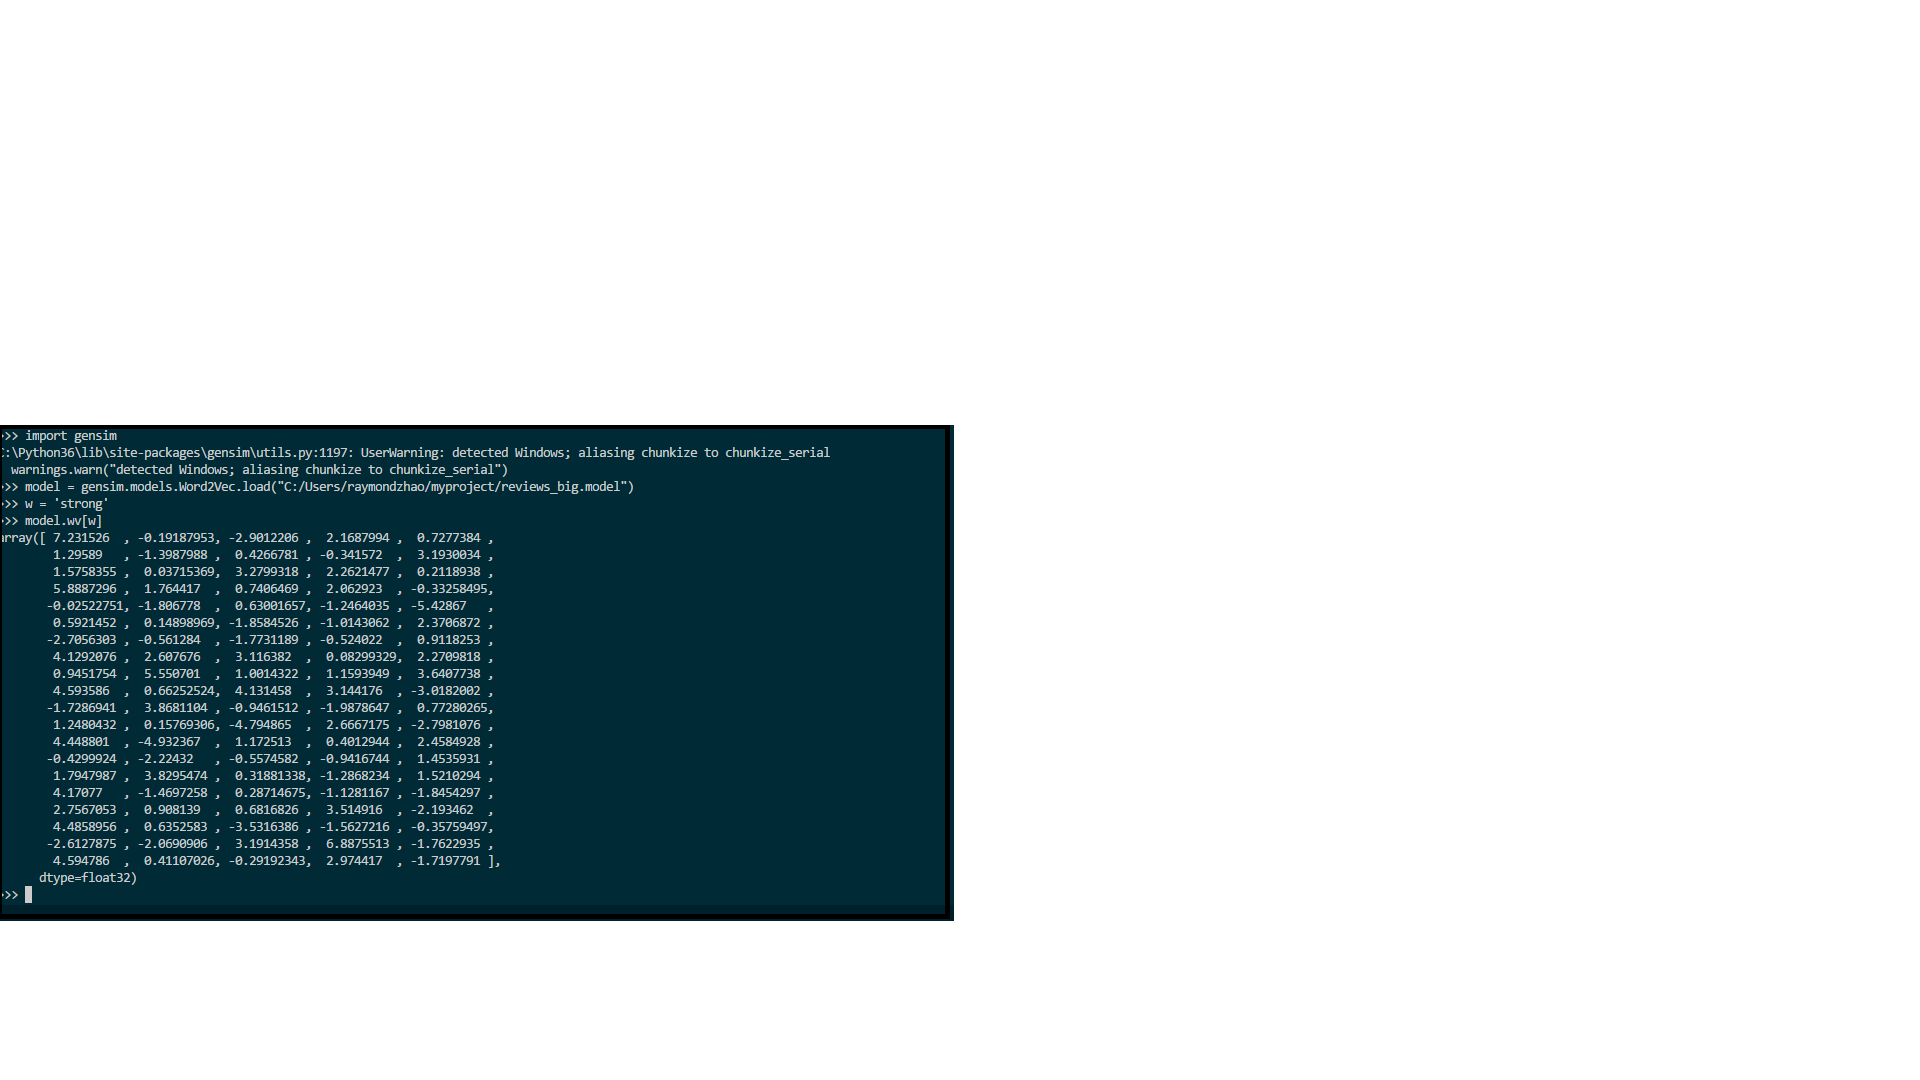 >>> import gensim
C:\Python36\lib\site-packages\gensim\utils.py:1197: UserWarning: detected Windows; aliasing chunkize to chunkize_serial
  warnings.warn("detected Windows; aliasing chunkize to chunkize_serial")
>>> model = gensim.models.Word2Vec.load("C:/Users/raymondzhao/myproject/reviews_big.model")
>>> w = 'strong'
>>> model.wv[w]
array([ 7.231526  , -0.19187953, -2.9012206 ,  2.1687994 ,  0.7277384 ,
        1.29589   , -1.3987988 ,  0.4266781 , -0.341572  ,  3.1930034 ,
        1.5758355 ,  0.03715369,  3.2799318 ,  2.2621477 ,  0.2118938 ,
        5.8887296 ,  1.764417  ,  0.7406469 ,  2.062923  , -0.33258495,
       -0.02522751, -1.806778  ,  0.63001657, -1.2464035 , -5.42867   ,
        0.5921452 ,  0.14898969, -1.8584526 , -1.0143062 ,  2.3706872 ,
       -2.7056303 , -0.561284  , -1.7731189 , -0.524022  ,  0.9118253 ,
        4.1292076 ,  2.607676  ,  3.116382  ,  0.08299329,  2.2709818 ,
        0.9451754 ,  5.550701  ,  1.0014322 ,  1.1593949 ,  3.6407738 ,
        4.593586  ,  0.66252524,  4.131458  ,  3.144176  , -3.0182002 ,
       -1.7286941 ,  3.8681104 , -0.9461512 , -1.9878647 ,  0.77280265,
        1.2480432 ,  0.15769306, -4.794865  ,  2.6667175 , -2.7981076 ,
        4.448801  , -4.932367  ,  1.172513  ,  0.4012944 ,  2.4584928 ,
       -0.4299924 , -2.22432   , -0.5574582 , -0.9416744 ,  1.4535931 ,
        1.7947987 ,  3.8295474 ,  0.31881338, -1.2868234 ,  1.5210294 ,
        4.17077   , -1.4697258 ,  0.28714675, -1.1281167 , -1.8454297 ,
        2.7567053 ,  0.908139  ,  0.6816826 ,  3.514916  , -2.193462  ,
        4.4858956 ,  0.6352583 , -3.5316386 , -1.5627216 , -0.35759497,
       -2.6127875 , -2.0690906 ,  3.1914358 ,  6.8875513 , -1.7622935 ,
        4.594786  ,  0.41107026, -0.29192343,  2.974417  , -1.7197791 ],
      dtype=float32)
>>>